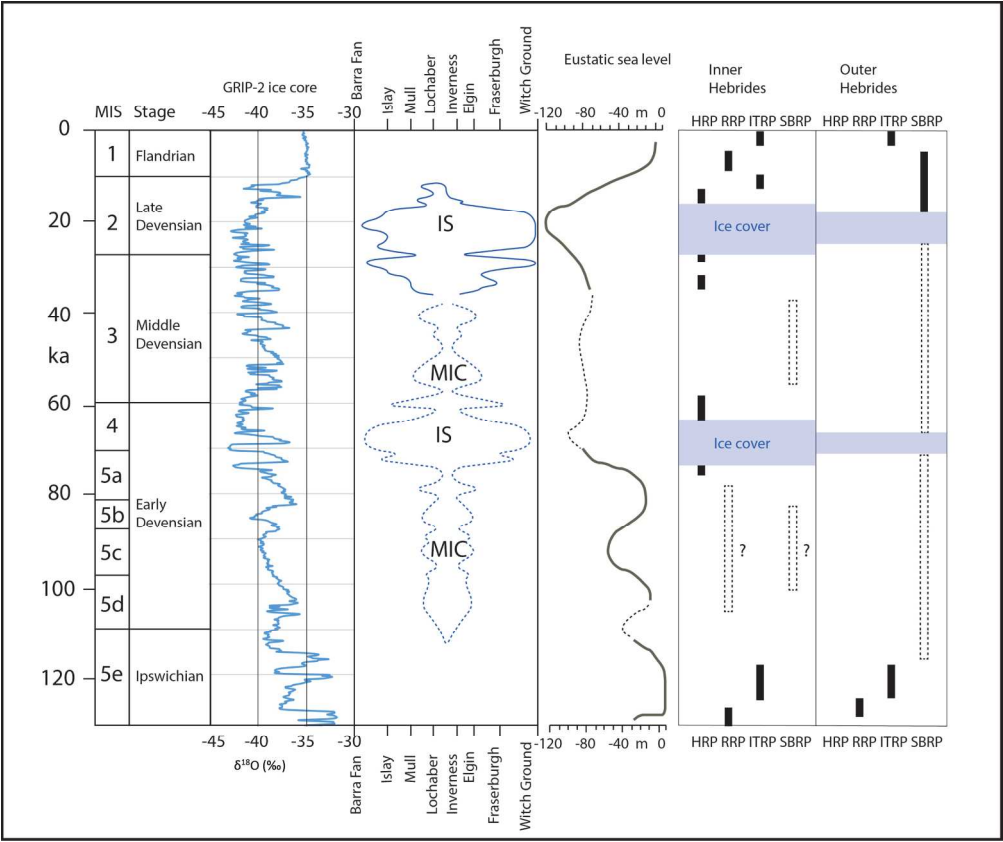 GRIP-2 ice core
Barra Fan
Islay
Mull
Lochaber
Inverness
Elgin
Fraserburgh
Witch Ground
Eustatic sea level
Inner
Hebrides
Outer
Hebrides
MIS Stage
-45 -40 -35 -30
-120 -80 -40 m 0
HRP RRP ITRP SBRP
HRP RRP ITRP SBRP
0
20
40
ka
60
80
100
120
1
Flandrian
2
Late
Devensian
3
Middle
Devensian
4
5a
5b
5c
5d
Early
Devensian
5e
Ipswichian
IS
MIC
IS
MIC
Ice cover
Ice cover
?
?
-45 -40 -35 -30
δ18O (‰)
Barra Fan
Islay
Mull
Lochaber
Inverness
Elgin
Fraserburgh
Witch Ground
-120 -80 -40 m 0
HRP RRP ITRP SBRP
HRP RRP ITRP SBRP